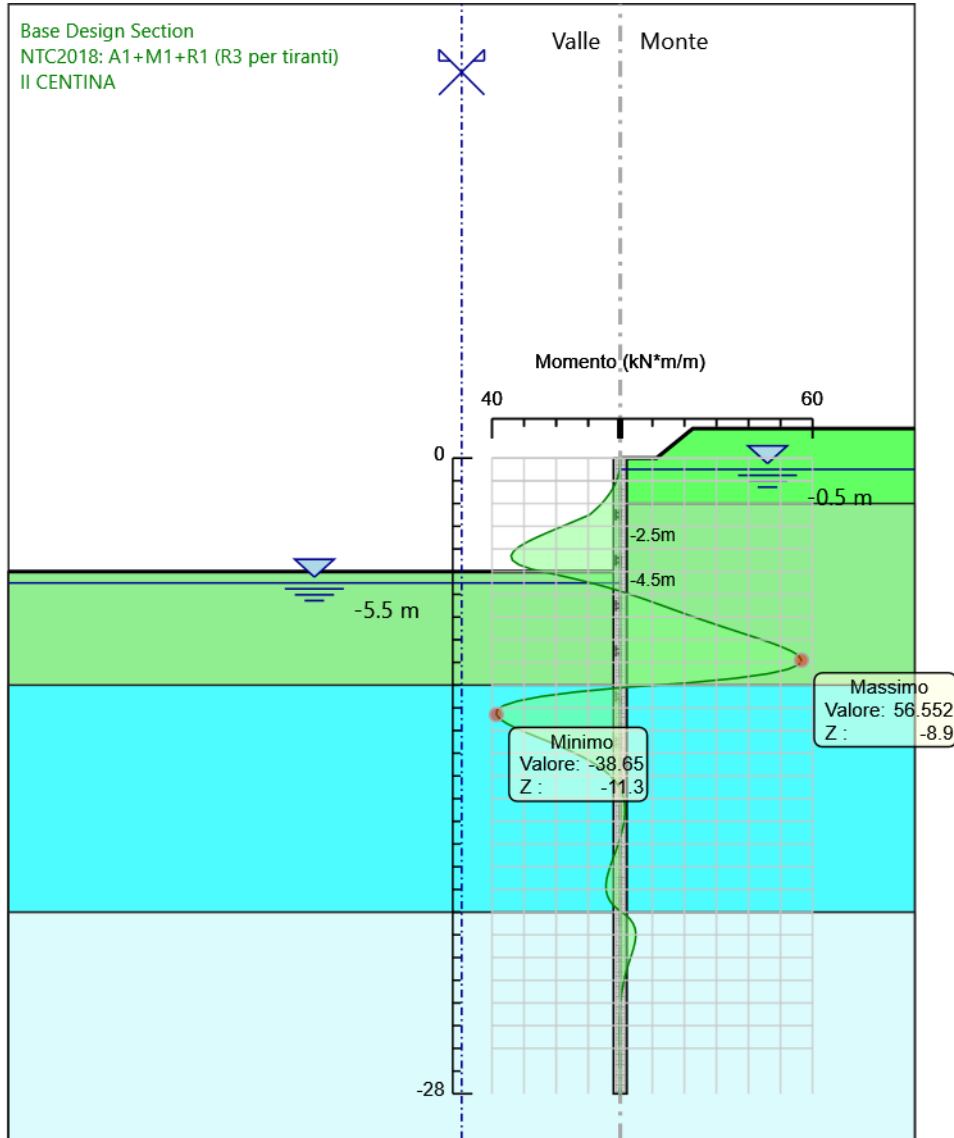 Base Design Section
NTC2018: A1+M1+R1 (R3 per tiranti)
II CENTINA
Valle
Monte
Momento (kN*m/m)
40
60
0
-0.5 m
-2.5m
-4.5m
-5.5 m
Massimo
Valore: 56.552
Z : -8.9
Minimo
Valore: -38.65
Z : -11.3
-28